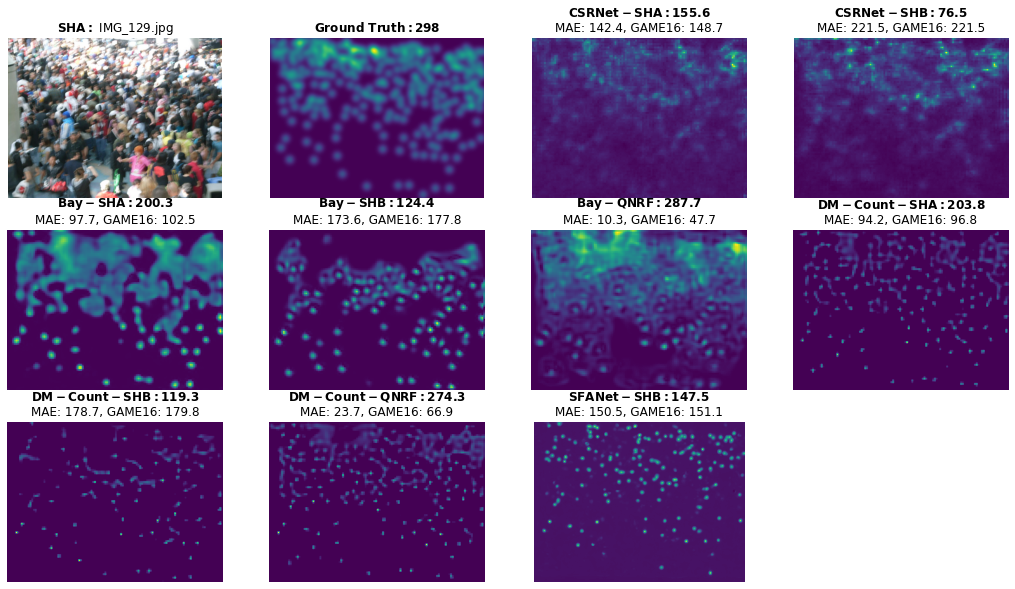 SHA: IMG_129.jpg
Ground Truth: 298
CSRNet-SHA: 155.6
MAE: 142.4, GAME16: 148.7
CSRNet-SHB: 76.5
MAE: 221.5, GAME16: 221.5
Bay-SHA: 200.3
MAE: 97.7, GAME16: 102.5
Bay-SHB: 124.4
MAE: 173.6, GAME16: 177.8
Bay-QNRF: 287.7
MAE: 10.3, GAME16: 47.7
DM-Count-SHA: 203.8
MAE: 94.2, GAME16: 96.8
DM-Count-SHB: 119.3
MAE: 178.7, GAME16: 179.8
DM-Count-QNRF: 274.3
MAE: 23.7, GAME16: 66.9
SFANet-SHB: 147.5
MAE: 150.5, GAME16: 151.1